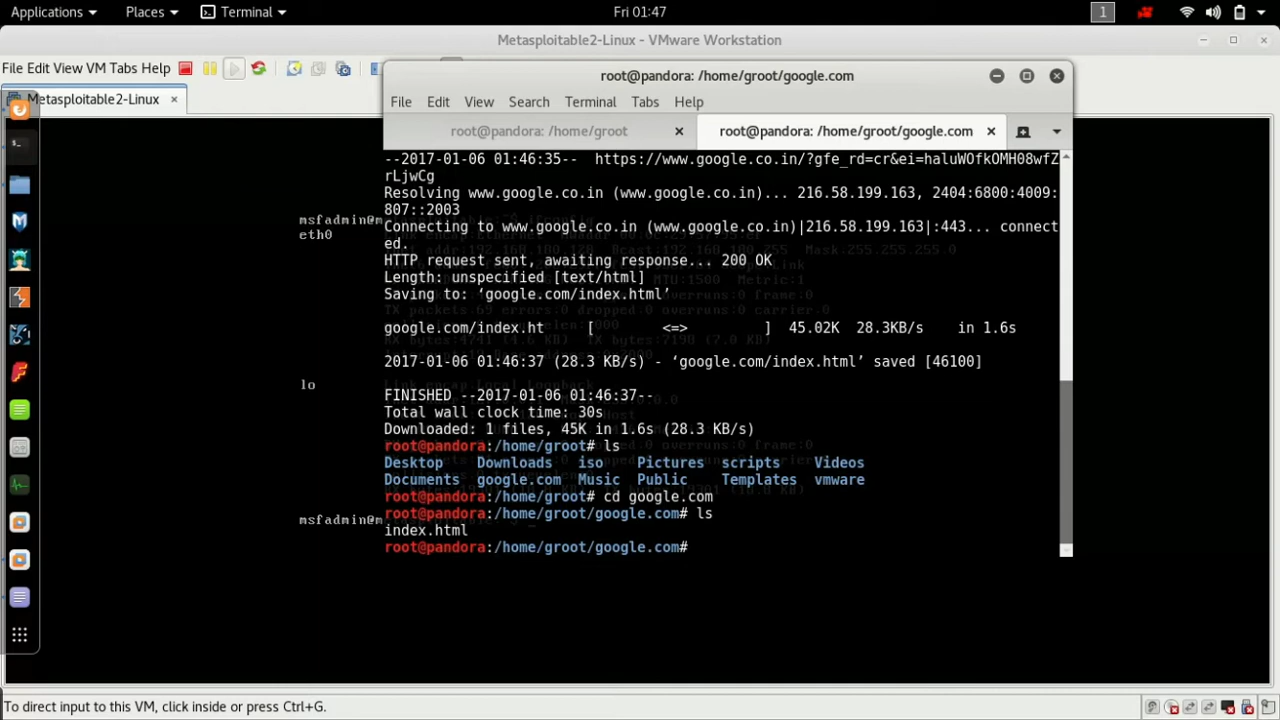 Applications Places Terminal Fri 01:47 1
Metasploitable2-Linux - VMware Workstation
File Edit View VM Tabs Help
Metasploitable2-Linux ×
root@pandora: /home/groot/google.com
File Edit View Search Terminal Tabs Help
root@pandora: /home/groot × root@pandora: /home/groot/google.com ×
--2017-01-06 01:46:35-- https://www.google.co.in/?gfe_rd=cr&ei=haluWOfkOMH08wfZ
rLjwCg
Resolving www.google.co.in (www.google.co.in)... 216.58.199.163, 2404:6800:4009:
807::2003
Connecting to www.google.co.in (www.google.co.in)|216.58.199.163|:443... connect
ed.
HTTP request sent, awaiting response... 200 OK
Length: unspecified [text/html]
Saving to: ‘google.com/index.html’
google.com/index.ht [ <=> ] 45.02K 28.3KB/s in 1.6s
2017-01-06 01:46:37 (28.3 KB/s) - ‘google.com/index.html’ saved [46100]
FINISHED --2017-01-06 01:46:37--
Total wall clock time: 30s
Downloaded: 1 files, 45K in 1.6s (28.3 KB/s)
root@pandora:/home/groot# ls
Desktop Downloads iso Pictures scripts Videos
Documents google.com Music Public Templates vmware
root@pandora:/home/groot# cd google.com
root@pandora:/home/groot/google.com# ls
index.html
root@pandora:/home/groot/google.com#
msfadmin@m
eth0
lo
msfadmin@m
To direct input to this VM, click inside or press Ctrl+G.